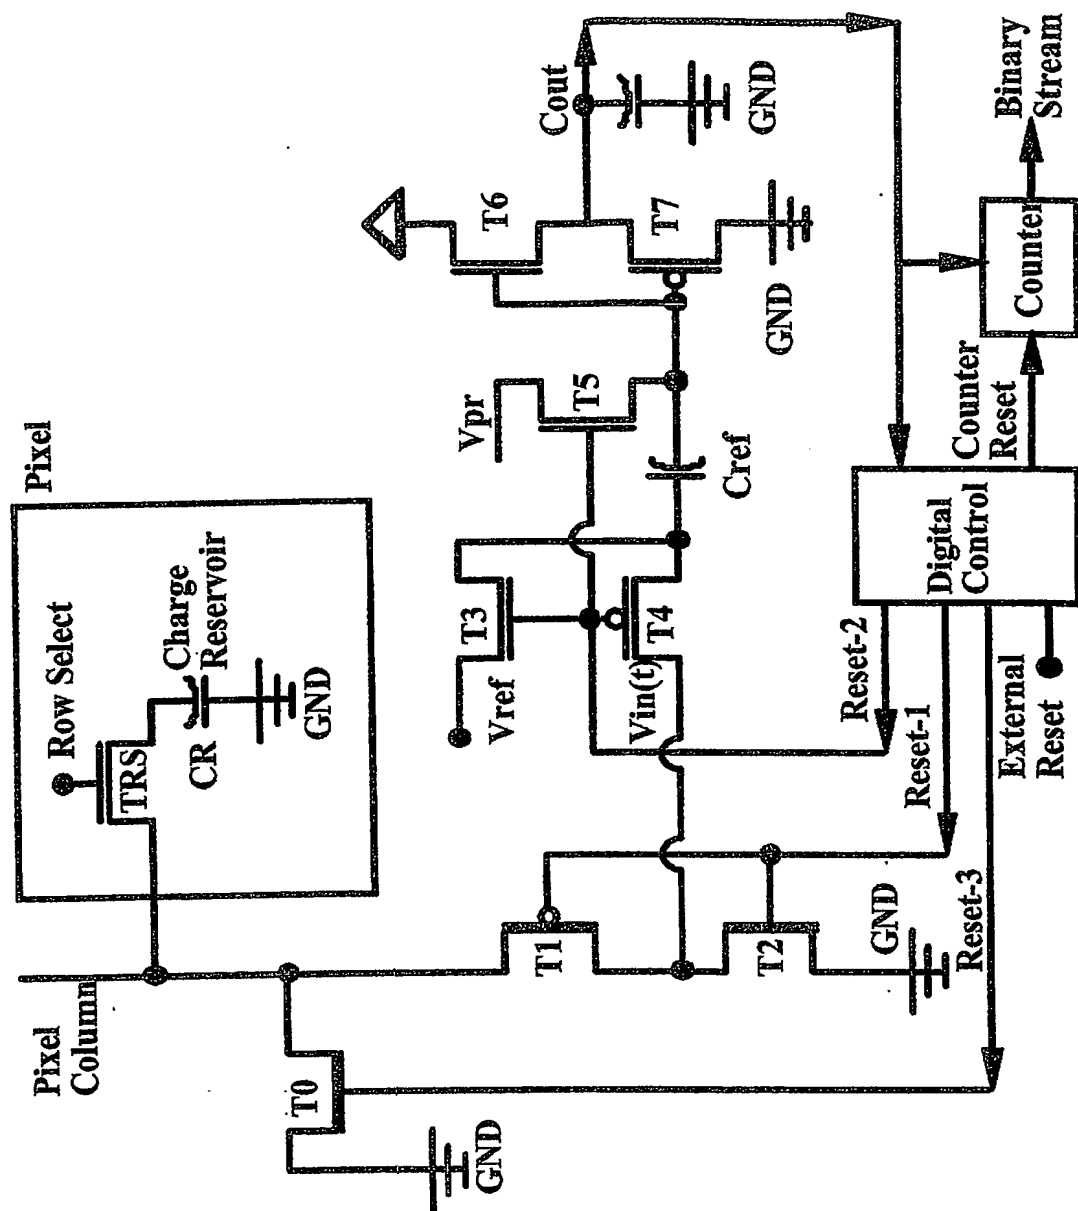 Pixel
Column
Pixel
Row Select
TRS
Charge
Reservoir
CR
GND
T0
GND
T1
T2
GND
Vref
T3
Vin(t)
T4
Vpr
T5
Cref
T6
T7
GND
Cout
GND
Reset-2
Reset-1
Reset-3
External
Reset
Digital
Control
Counter
Reset
Counter
Binary
Stream